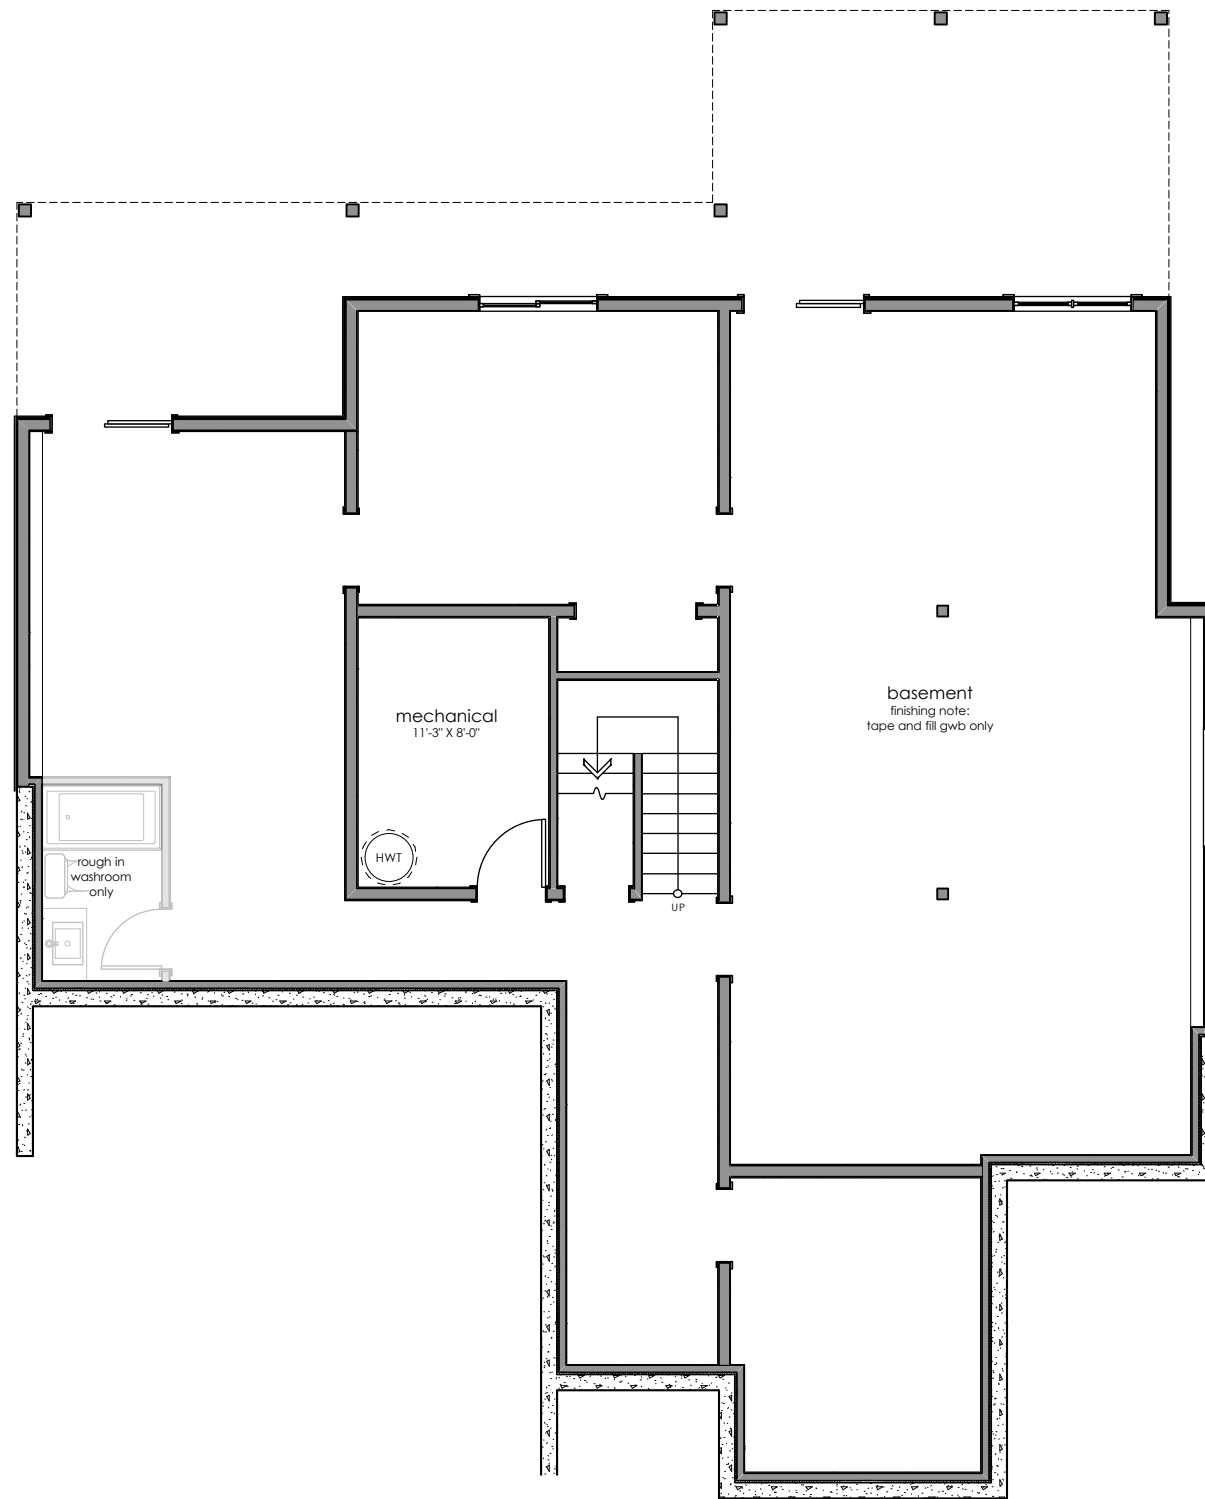 basement
finishing note:
tape and fill gwb only
mechanical
11'-3" X 8'-0"
HWT
rough in
washroom
only
UP